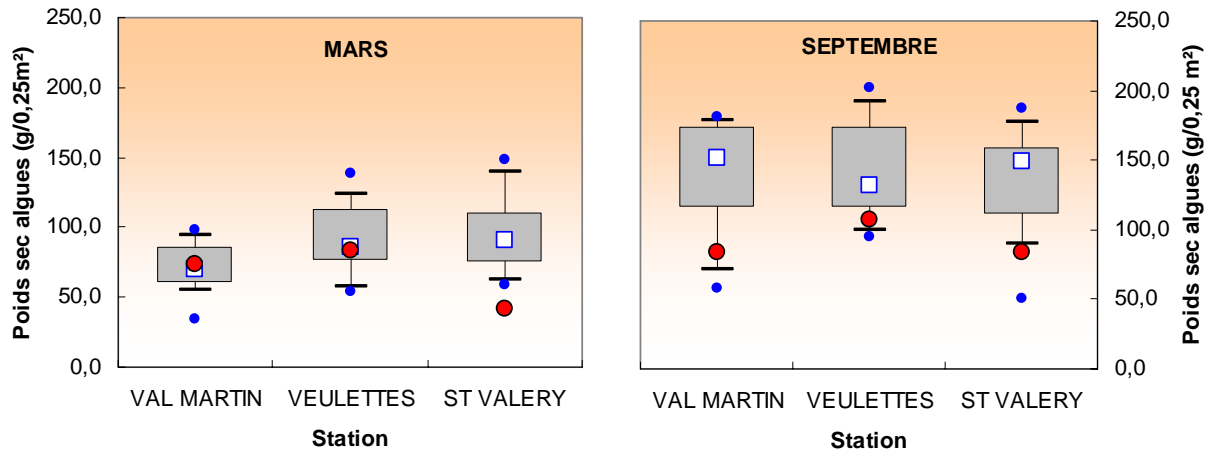 MARS
Poids sec algues (g/0,25m²)
250,0
200,0
150,0
100,0
50,0
0,0
VAL MARTIN VEULETTES ST VALERY
Station
SEPTEMBRE
250,0
200,0
150,0
100,0
50,0
0,0
Poids sec algues (g/0,25 m²)
VAL MARTIN VEULETTES ST VALERY
Station